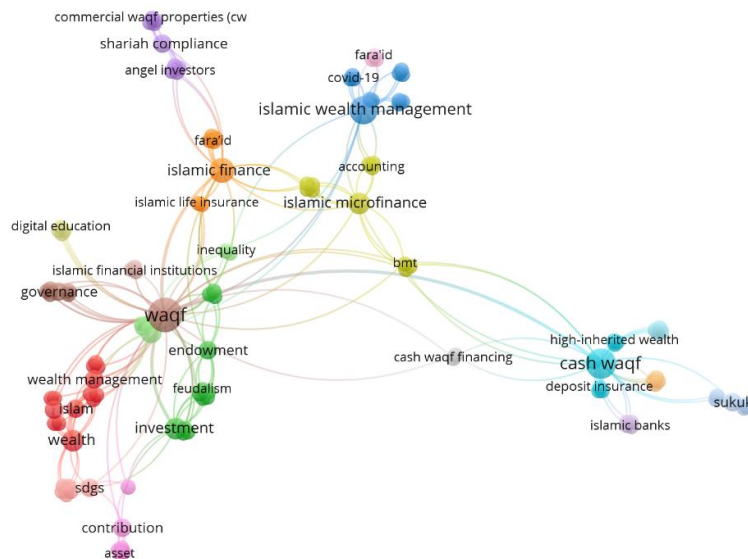 commercial waqf properties (cw
shariah compliance
angel investors
fara'id
covid-19
islamic wealth management
fara'id
islamic finance
accounting
islamic life insurance
islamic microfinance
digital education
inequality
islamic financial institutions
bmt
governance
waqf
endowment
cash waqf financing
high-inherited wealth
cash waqf
wealth management
feudalism
deposit insurance
islam
sukuk
investment
islamic banks
wealth
sdgs
contribution
asset